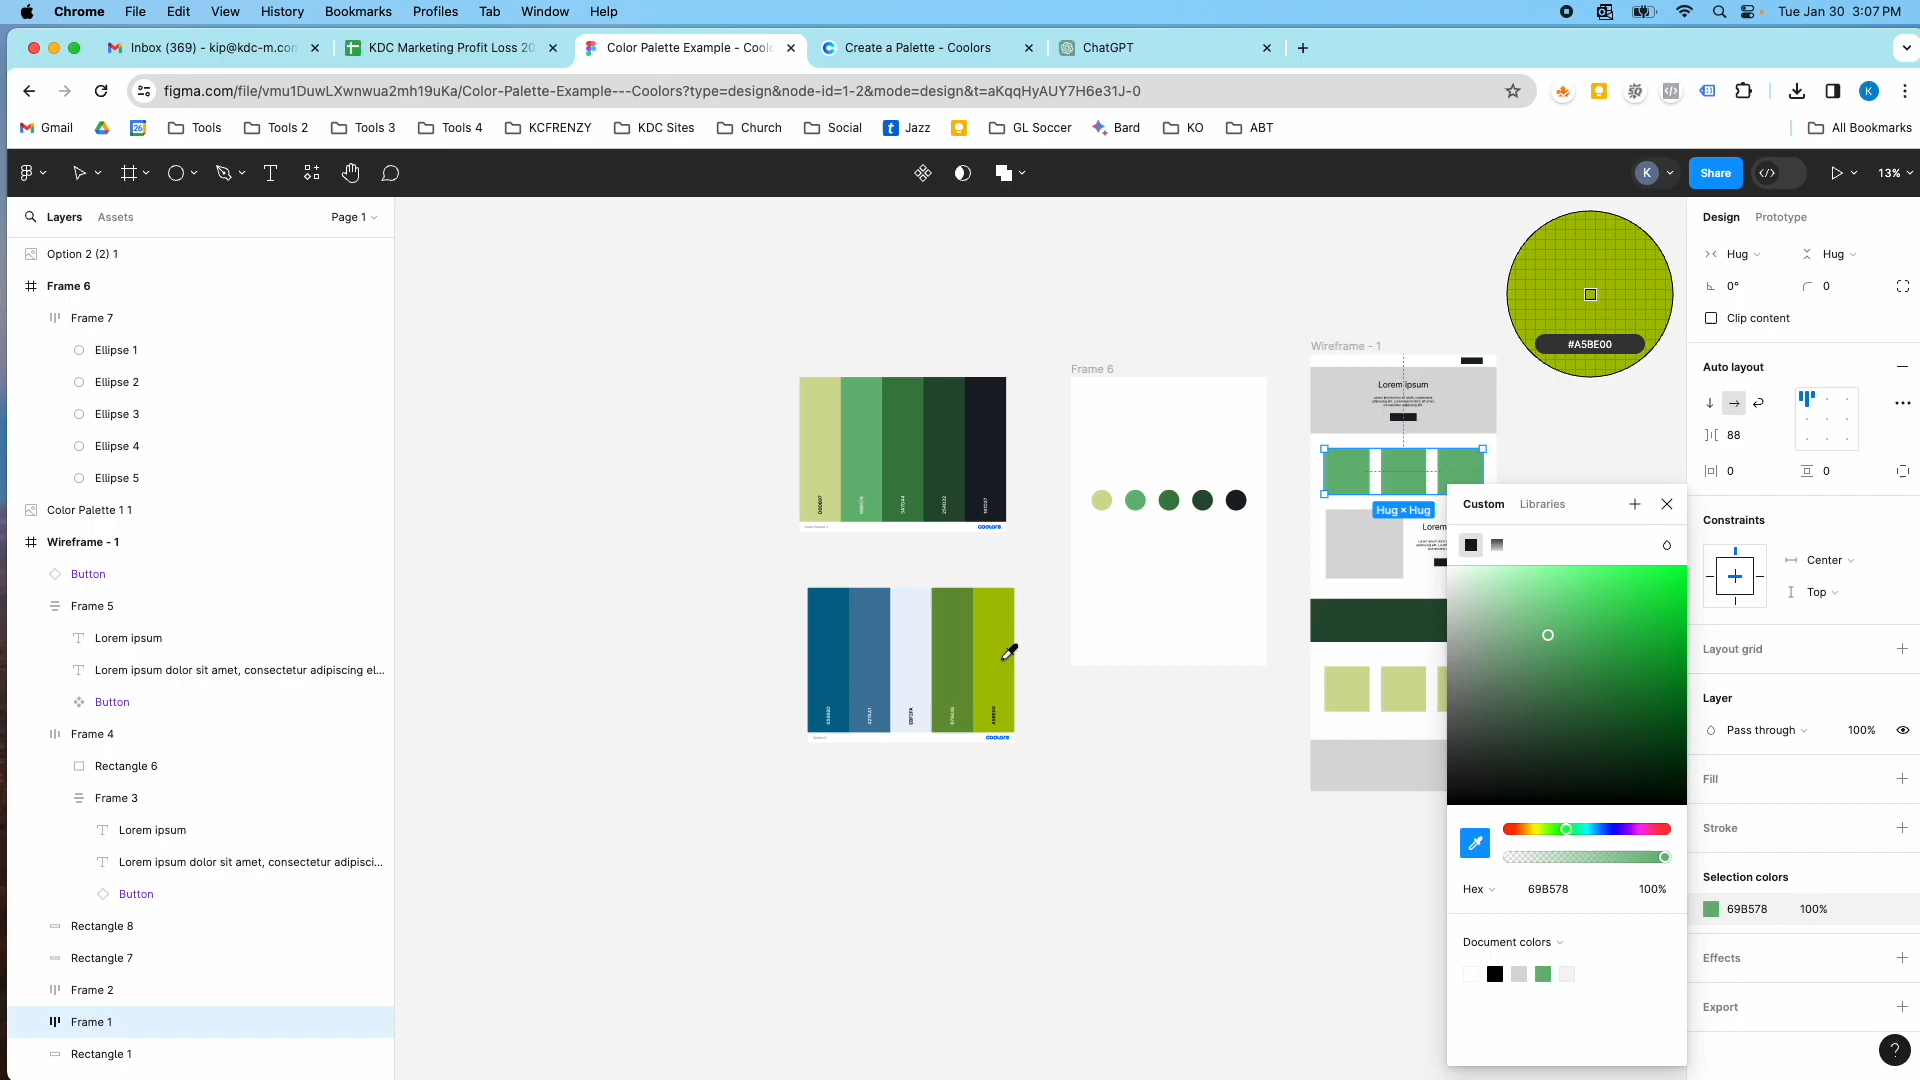 Chrome File Edit View History Bookmarks Profiles Tab Window Help Tue Jan 30 3:07 PM
Inbox (369) - kip@kdc-m.com KDC Marketing Profit Loss 20 Color Palette Example - Cool Create a Palette - Coolors ChatGPT
figma.com/file/vmu1DuwLXwnwua2mh19uKa/Color-Palette-Example---Coolors?type=design&node-id=1-2&mode=design&t=aKqqHyAUY7H6e31J-0
K
Gmail 26 Tools Tools 2 Tools 3 Tools 4 KCFRENZY KDC Sites Church Social Jazz GL Soccer Bard KO ABT All Bookmarks
K Share 13%
Layers Assets Page 1
Option 2 (2) 1
Frame 6
Frame 7
Ellipse 1
Ellipse 2
Ellipse 3
Ellipse 4
Ellipse 5
Color Palette 1 1
Wireframe - 1
Button
Frame 5
Lorem ipsum
Lorem ipsum dolor sit amet, consectetur adipiscing el...
Button
Frame 4
Rectangle 6
Frame 3
Lorem ipsum
Lorem ipsum dolor sit amet, consectetur adipisci...
Button
Rectangle 8
Rectangle 7
Frame 2
Frame 1
Rectangle 1
coolors
coolors
Frame 6
Wireframe - 1
Lorem ipsum
Hug × Hug
Lorem
#A5BE00
Custom Libraries
Hex 69B578 100%
Document colors
Design Prototype
Hug Hug
0° 0
Clip content
Auto layout
88
0 0
Constraints
Center
Top
Layout grid
Layer
Pass through 100%
Fill
Stroke
Selection colors
69B578 100%
Effects
Export
?